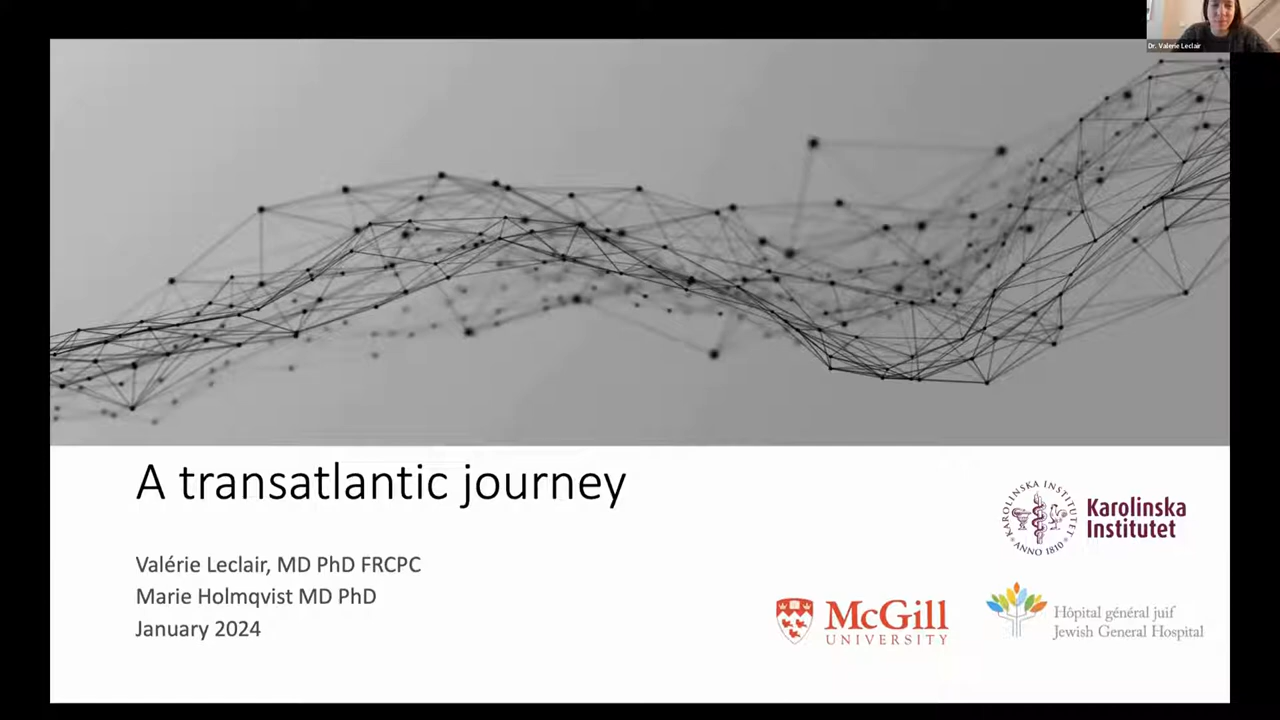 Dr. Valerie Leclair
A transatlantic journey
Valérie Leclair, MD PhD FRCPC
Marie Holmqvist MD PhD
January 2024
KAROLINSKA INSTITUTET
ANNO 1810
Karolinska
Institutet
McGill
UNIVERSITY
Hôpital général juif
Jewish General Hospital